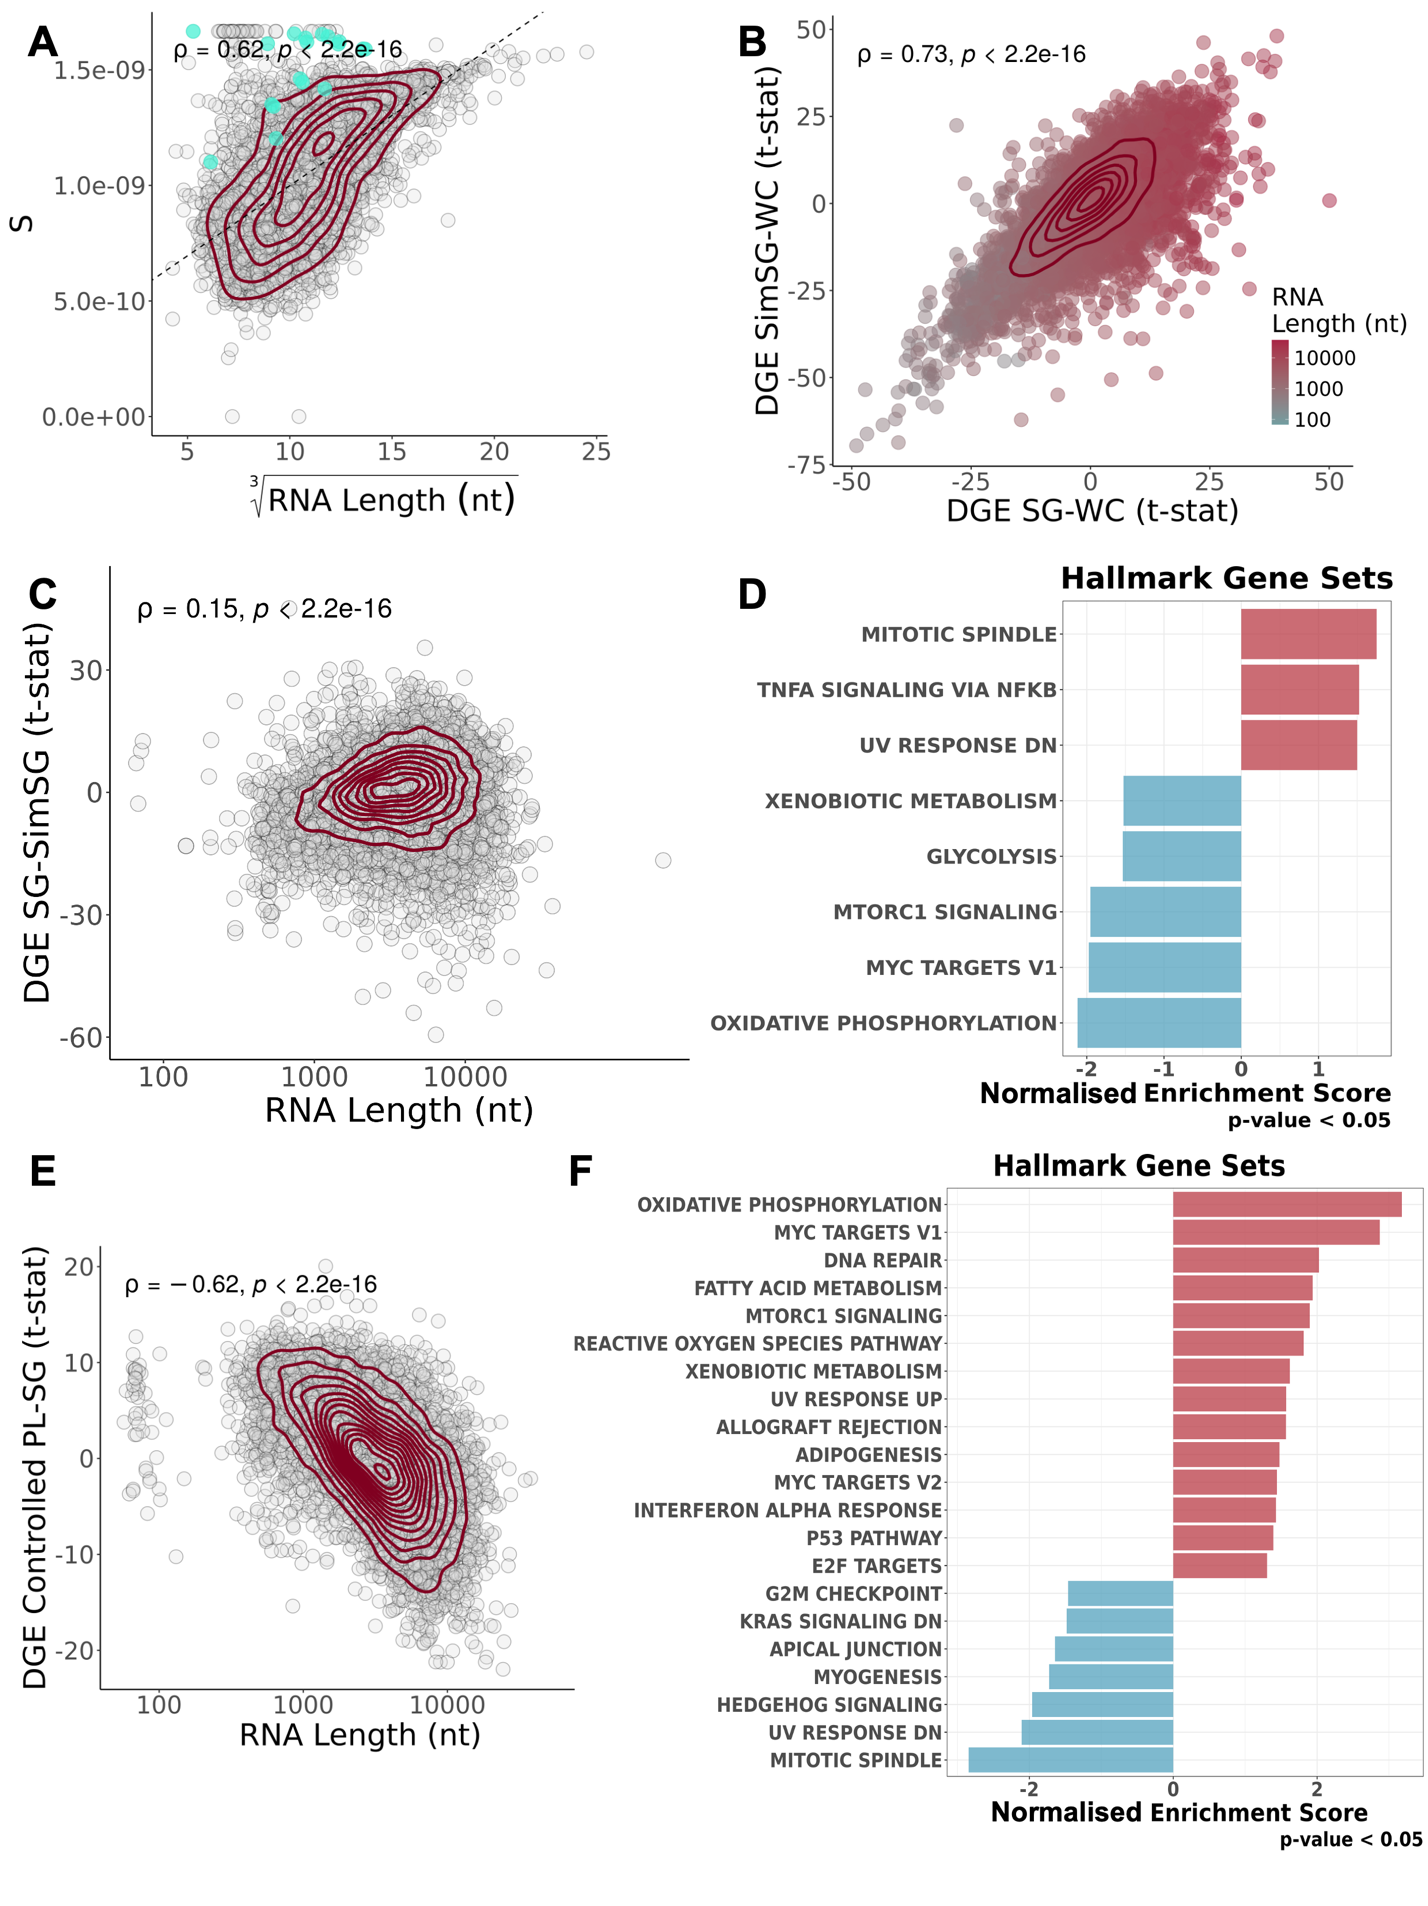 A
ρ = 0.62, p < 2.2e-16
1.5e-09
1.0e-09
5.0e-10
0.0e+00
S
5 10 15 20 25
3√RNA Length (nt)
B
ρ = 0.73, p < 2.2e-16
50
25
0
-25
-50
-75
DGE SimSG-WC (t-stat)
RNA
Length (nt)
10000
1000
100
-50 -25 0 25 50
DGE SG-WC (t-stat)
C
ρ = 0.15, p < 2.2e-16
30
0
-30
-60
DGE SG-SimSG (t-stat)
100 1000 10000
RNA Length (nt)
D
Hallmark Gene Sets
MITOTIC SPINDLE
TNFA SIGNALING VIA NFKB
UV RESPONSE DN
XENOBIOTIC METABOLISM
GLYCOLYSIS
MTORC1 SIGNALING
MYC TARGETS V1
OXIDATIVE PHOSPHORYLATION
-2 -1 0 1
Normalised Enrichment Score
p-value < 0.05
E
ρ = −0.62, p < 2.2e-16
20
10
0
-10
-20
DGE Controlled PL-SG (t-stat)
100 1000 10000
RNA Length (nt)
F
Hallmark Gene Sets
OXIDATIVE PHOSPHORYLATION
MYC TARGETS V1
DNA REPAIR
FATTY ACID METABOLISM
MTORC1 SIGNALING
REACTIVE OXYGEN SPECIES PATHWAY
XENOBIOTIC METABOLISM
UV RESPONSE UP
ALLOGRAFT REJECTION
ADIPOGENESIS
MYC TARGETS V2
INTERFERON ALPHA RESPONSE
P53 PATHWAY
E2F TARGETS
G2M CHECKPOINT
KRAS SIGNALING DN
APICAL JUNCTION
MYOGENESIS
HEDGEHOG SIGNALING
UV RESPONSE DN
MITOTIC SPINDLE
-2 0 2
Normalised Enrichment Score
p-value < 0.05